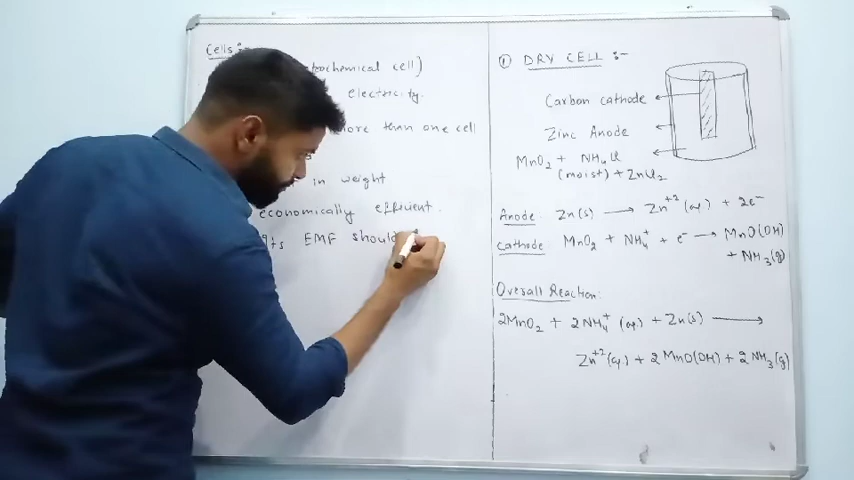 Cells :-
trochemical cell)
electricity.
more than one cell
in weight
economically efficient.
Its EMF should
① DRY CELL :-
Carbon cathode
Zinc Anode
MnO₂ + NH₄Cl
(moist) + ZnCl₂
Anode: Zn(s) ⟶ Zn⁺²(aq.) + 2e⁻
Cathode: MnO₂ + NH₄⁺ + e⁻ ⟶ MnO(OH)
+ NH₃(g)
Overall Reaction:
2MnO₂ + 2NH₄⁺ (aq.) + Zn(s) ⟶
Zn⁺²(aq.) + 2MnO(OH) + 2NH₃(g)